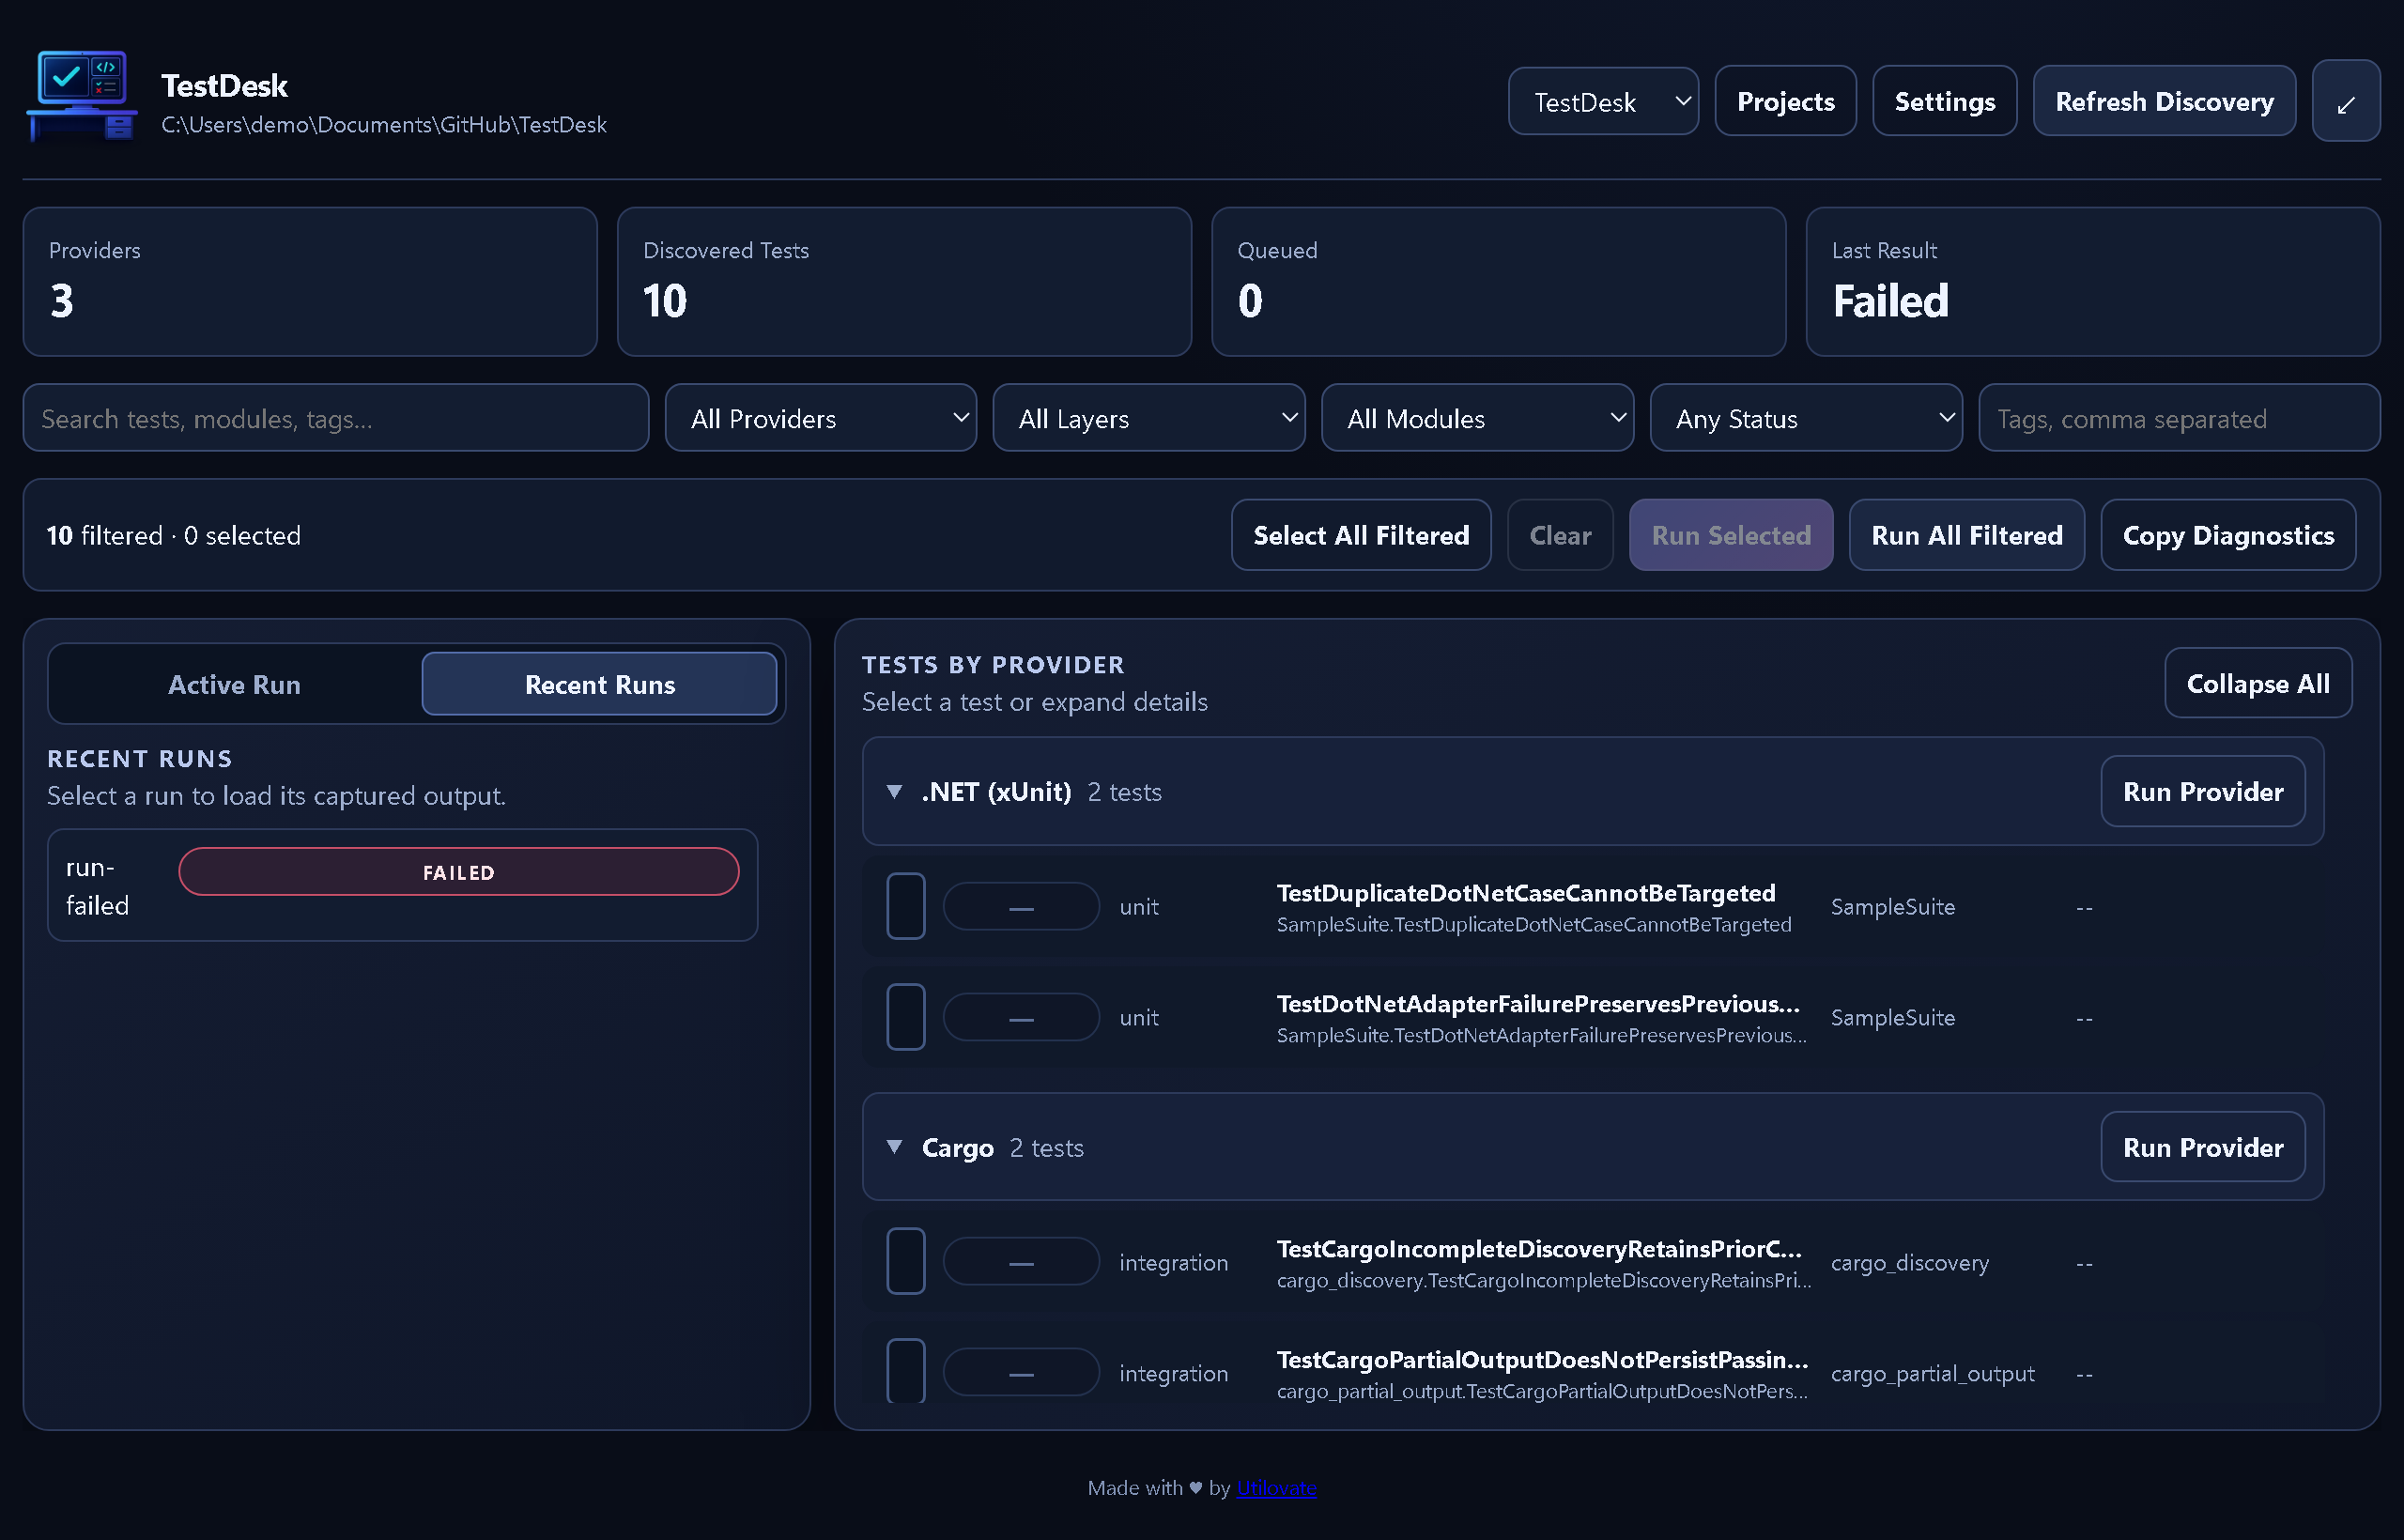 TestDesk
C:\Users\demo\Documents\GitHub\TestDesk
TestDesk
Projects
Settings
Refresh Discovery
Providers
3
Discovered Tests
10
Queued
0
Last Result
Failed
Search tests, modules, tags...
All Providers
All Layers
All Modules
Any Status
Tags, comma separated
10 filtered · 0 selected
Select All Filtered
Clear
Run Selected
Run All Filtered
Copy Diagnostics
Active Run
Recent Runs
RECENT RUNS
Select a run to load its captured output.
run-
failed
FAILED
TESTS BY PROVIDER
Select a test or expand details
Collapse All
.NET (xUnit) 2 tests
Run Provider
—
unit
TestDuplicateDotNetCaseCannotBeTargeted
SampleSuite.TestDuplicateDotNetCaseCannotBeTargeted
SampleSuite
--
—
unit
TestDotNetAdapterFailurePreservesPrevious...
SampleSuite.TestDotNetAdapterFailurePreservesPrevious...
SampleSuite
--
Cargo 2 tests
Run Provider
—
integration
TestCargoIncompleteDiscoveryRetainsPriorC...
cargo_discovery.TestCargoIncompleteDiscoveryRetainsPri...
cargo_discovery
--
—
integration
TestCargoPartialOutputDoesNotPersistPassin...
cargo_partial_output.TestCargoPartialOutputDoesNotPers...
cargo_partial_output
--
Made with ♥ by Utilovate